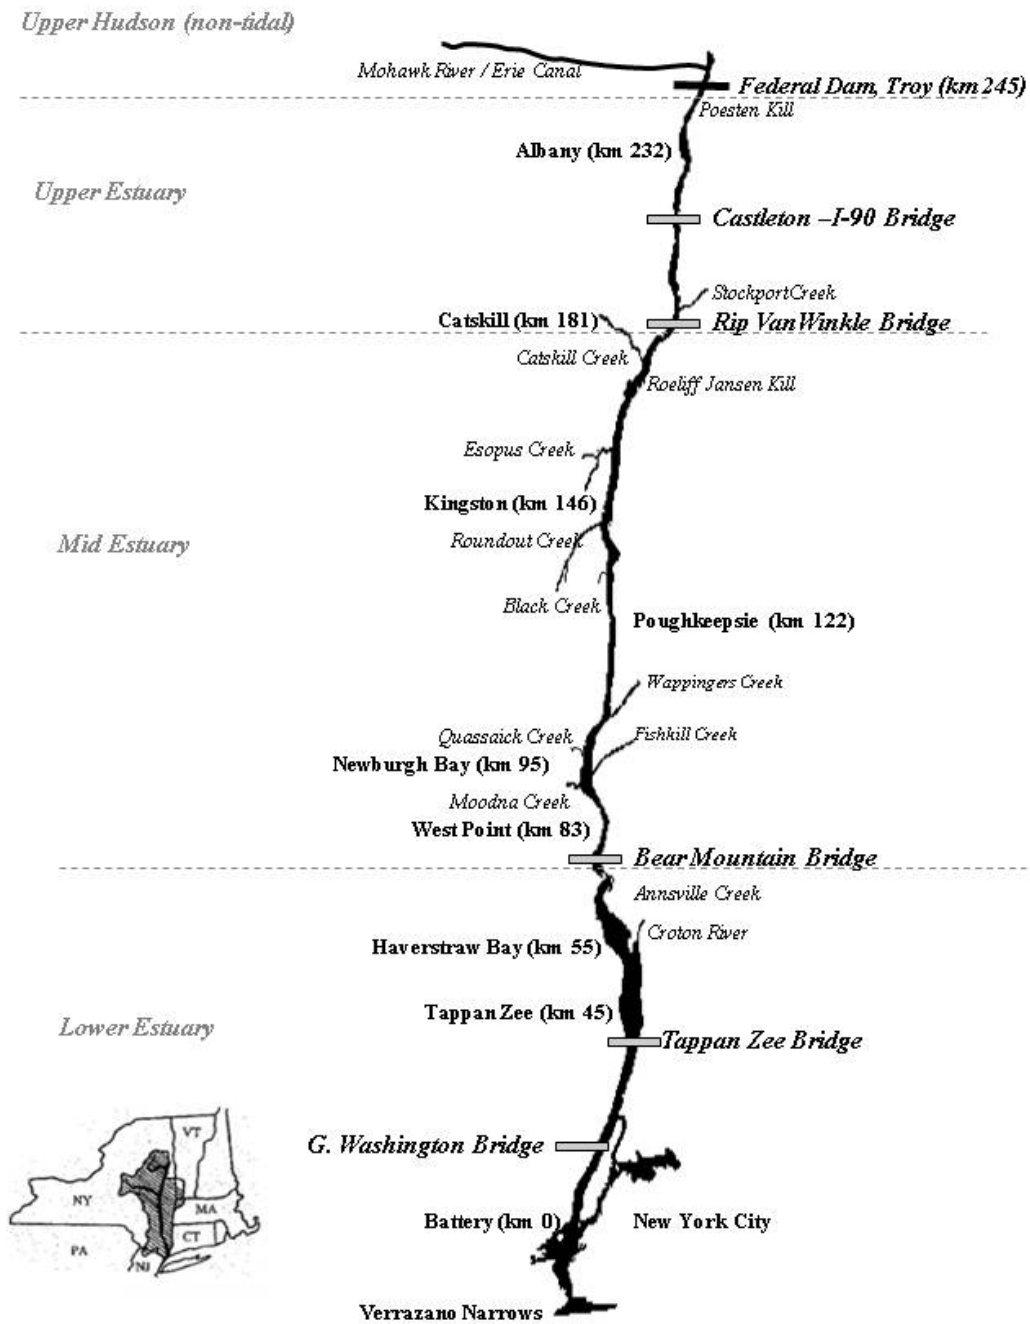 Upper Hudson (non-tidal)
Mohawk River / Erie Canal
Federal Dam, Troy (km 245)
Poesten Kill
Albany (km 232)
Upper Estuary
Castleton –I-90 Bridge
Stockport Creek
Catskill (km 181)
Rip Van Winkle Bridge
Catskill Creek
Roeliff Jansen Kill
Esopus Creek
Kingston (km 146)
Roundout Creek
Mid Estuary
Black Creek
Poughkeepsie (km 122)
Wappingers Creek
Quassaick Creek
Fishkill Creek
Newburgh Bay (km 95)
Moodna Creek
West Point (km 83)
Bear Mountain Bridge
Annsville Creek
Croton River
Haverstraw Bay (km 55)
Tappan Zee (km 45)
Lower Estuary
Tappan Zee Bridge
G. Washington Bridge
VT
NY
MA
CT
PA
NJ
Battery (km 0)
New York City
Verrazano Narrows